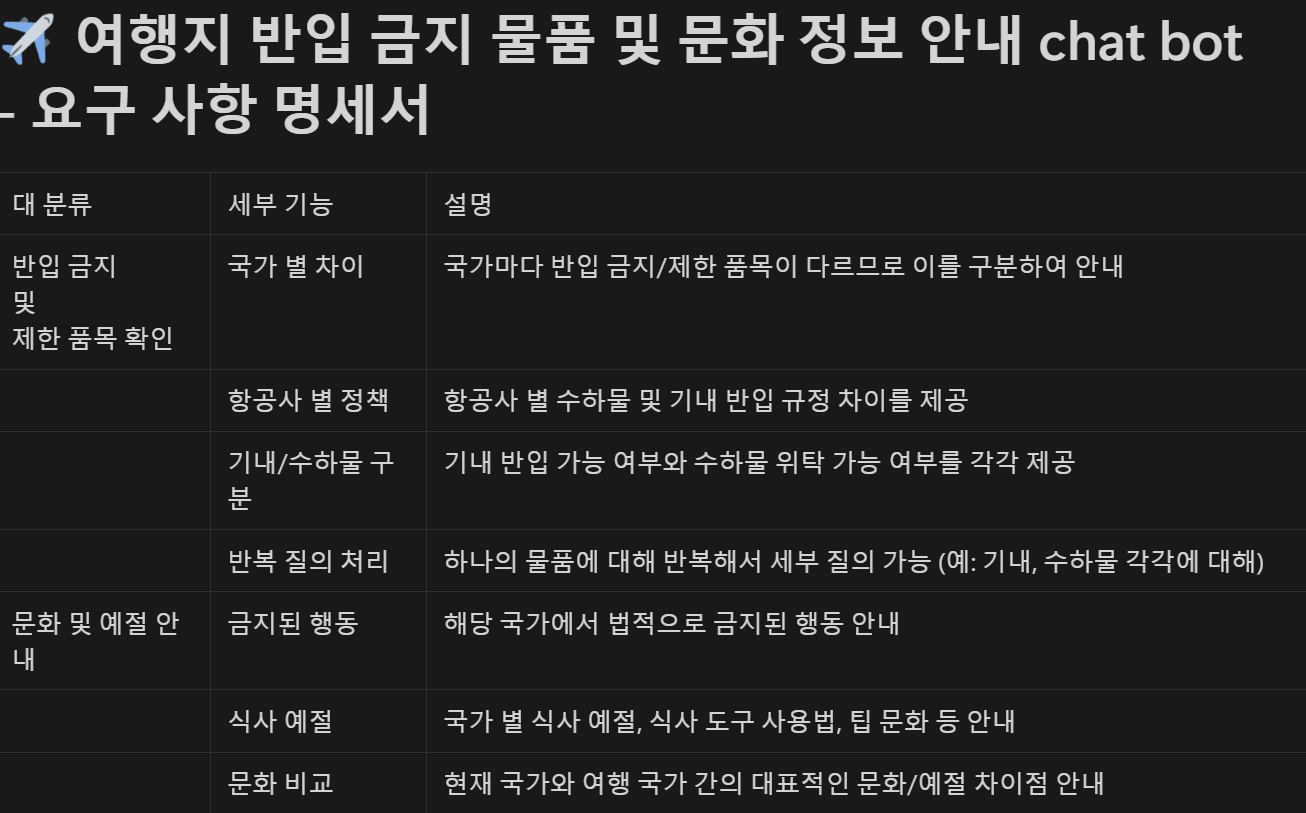 ✈️ 여행지 반입 금지 물품 및 문화 정보 안내 chat bot
- 요구 사항 명세서
대 분류 세부 기능 설명
반입 금지 국가 별 차이 국가마다 반입 금지/제한 품목이 다르므로 이를 구분하여 안내
및
제한 품목 확인
항공사 별 정책 항공사 별 수하물 및 기내 반입 규정 차이를 제공
기내/수하물 구 기내 반입 가능 여부와 수하물 위탁 가능 여부를 각각 제공
분
반복 질의 처리 하나의 물품에 대해 반복해서 세부 질의 가능 (예: 기내, 수하물 각각에 대해)
문화 및 예절 안 금지된 행동 해당 국가에서 법적으로 금지된 행동 안내
내
식사 예절 국가 별 식사 예절, 식사 도구 사용법, 팁 문화 등 안내
문화 비교 현재 국가와 여행 국가 간의 대표적인 문화/예절 차이점 안내